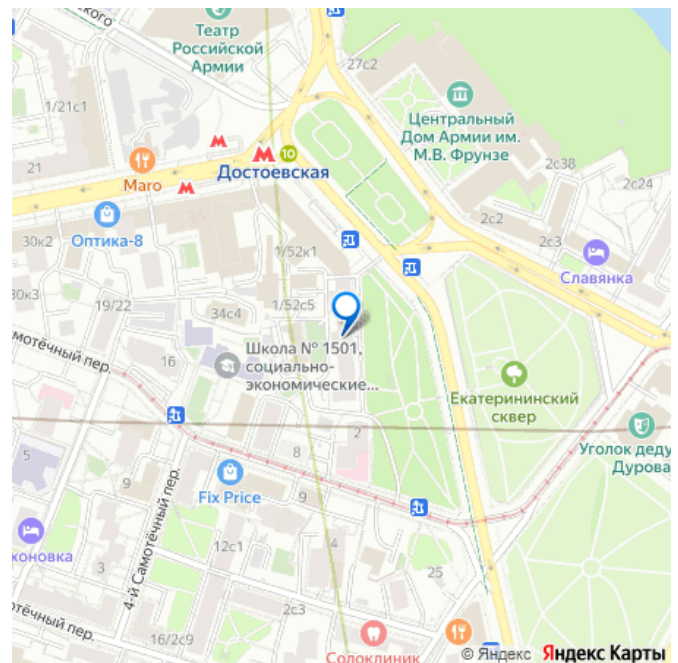 ского
Театр
Российской
Армии
27с2
1/21с1
Центральный
Дом Армии им.
М.В. Фрунзе
21
Maro
10
Достоевская
2с38
2с24
30к2
Оптика-8
2с2
2с3
Славянка
1/52к1
30к3
19/22
34с4
1/52с5
Школа № 1501,
социально-
экономические...
16
мотёчный пер.
Екатерининский
сквер
5
2
8
Уголок деду
Дурова
Fix Price
9
9
4-й Самотёчный пер.
коновка
3
12с1
4
25
отёчный пер.
2с3
16/2с9
Солоклиник
© Яндекс Яндекс Карты